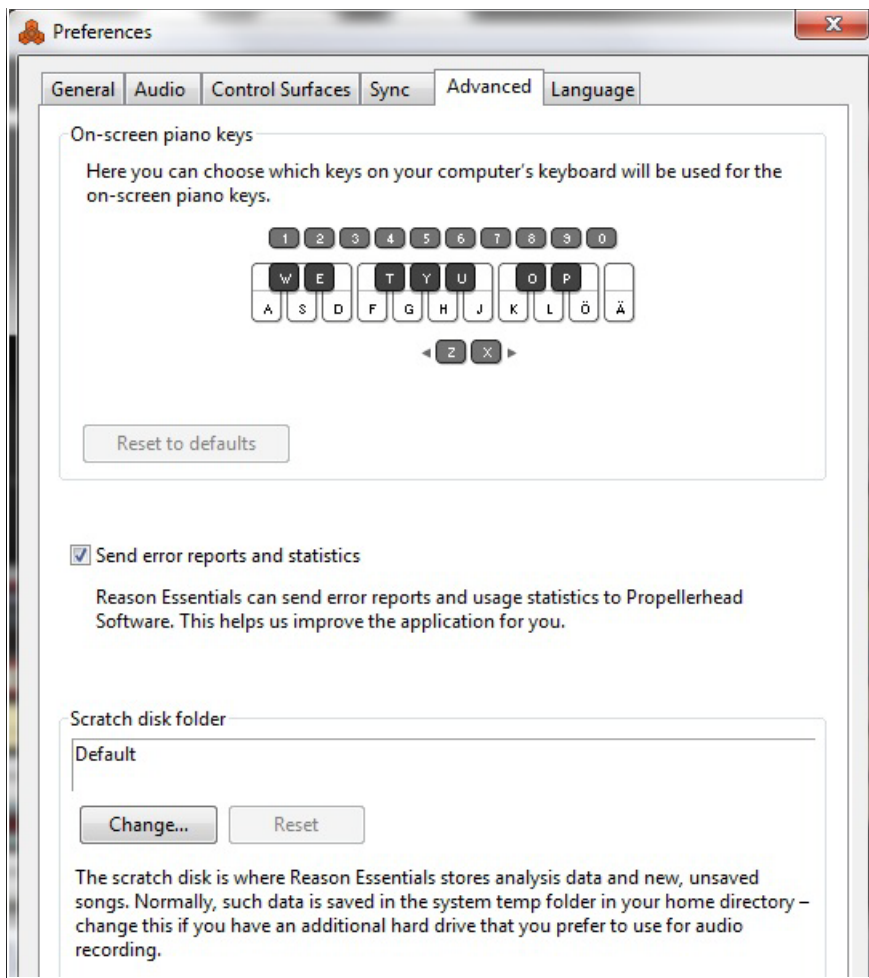 Preferences
General Audio Control Surfaces Sync Advanced Language
On-screen piano keys
Here you can choose which keys on your computer's keyboard will be used for the
on-screen piano keys.
1 2 3 4 5 6 7 8 9 0
W E T Y U O P
A S D F G H J K L Ö Ä
Z X
Reset to defaults
Send error reports and statistics
Reason Essentials can send error reports and usage statistics to Propellerhead
Software. This helps us improve the application for you.
Scratch disk folder
Default
Change... Reset
The scratch disk is where Reason Essentials stores analysis data and new, unsaved
songs. Normally, such data is saved in the system temp folder in your home directory –
change this if you have an additional hard drive that you prefer to use for audio
recording.